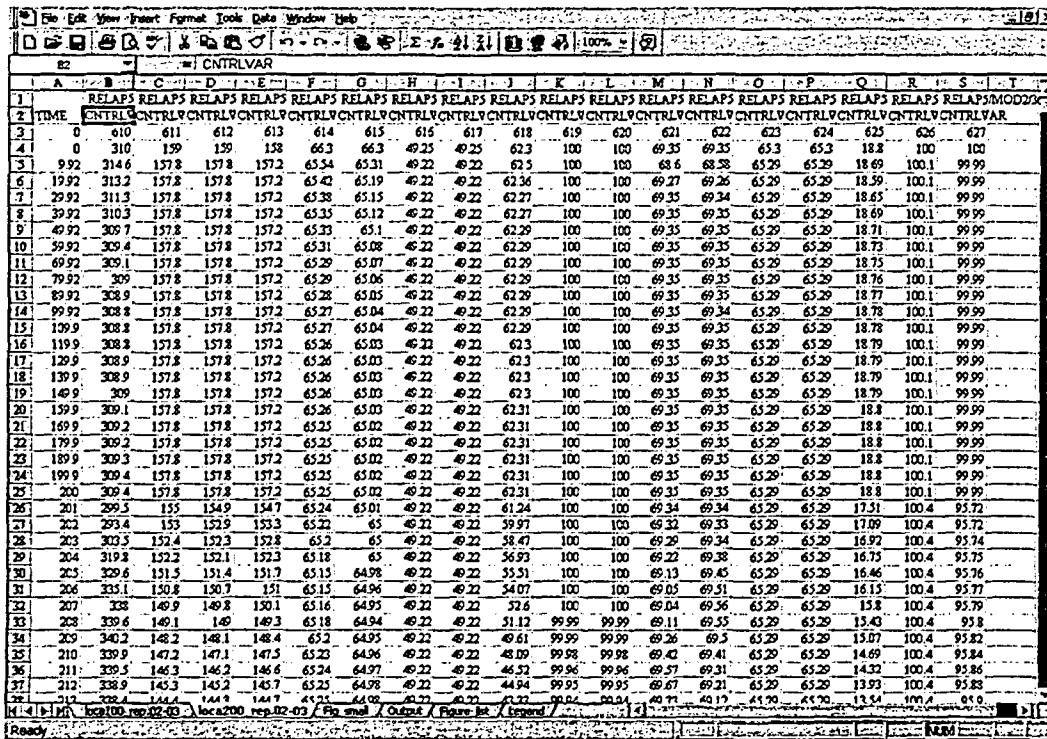 File Edit View Insert Format Tools Data Window Help
100%
B2 = CNTRLVAR
A B C D E F G H I J K L M N O P Q R S T
1 RELAP5 RELAP5 RELAP5 RELAP5 RELAP5 RELAP5 RELAP5 RELAP5 RELAP5 RELAP5 RELAP5 RELAP5 RELAP5 RELAP5 RELAP5 RELAP5 RELAP5 RELAP5/MOD2/3
2 TIME CNTRLV CNTRLV CNTRLV CNTRLV CNTRLV CNTRLV CNTRLV CNTRLV CNTRLV CNTRLV CNTRLV CNTRLV CNTRLV CNTRLV CNTRLV CNTRLV CNTRLV CNTRLVAR
3 0 610 611 612 613 614 615 616 617 618 619 620 621 622 623 624 625 626 627
4 0 310 159 159 158 66.3 66.3 49.25 49.25 62.3 100 100 69.35 69.35 65.3 65.3 18.8 100 100
5 9.92 314.6 157.8 157.8 157.2 65.54 65.31 49.22 49.22 62.5 100 100 68.6 68.58 65.29 65.29 18.69 100.1 99.99
6 19.92 313.2 157.8 157.8 157.2 65.42 65.19 49.22 49.22 62.36 100 100 69.27 69.26 65.29 65.29 18.59 100.1 99.99
7 29.92 311.3 157.8 157.8 157.2 65.38 65.15 49.22 49.22 62.27 100 100 69.35 69.34 65.29 65.29 18.65 100.1 99.99
8 39.92 310.3 157.8 157.8 157.2 65.35 65.12 49.22 49.22 62.27 100 100 69.35 69.35 65.29 65.29 18.69 100.1 99.99
9 49.92 309.7 157.8 157.8 157.2 65.33 65.1 49.22 49.22 62.29 100 100 69.35 69.35 65.29 65.29 18.71 100.1 99.99
10 59.92 309.4 157.8 157.8 157.2 65.31 65.08 49.22 49.22 62.29 100 100 69.35 69.35 65.29 65.29 18.73 100.1 99.99
11 69.92 309.1 157.8 157.8 157.2 65.29 65.07 49.22 49.22 62.29 100 100 69.35 69.35 65.29 65.29 18.75 100.1 99.99
12 79.92 309 157.8 157.8 157.2 65.29 65.06 49.22 49.22 62.29 100 100 69.35 69.35 65.29 65.29 18.76 100.1 99.99
13 89.92 308.9 157.8 157.8 157.2 65.28 65.05 49.22 49.22 62.29 100 100 69.35 69.35 65.29 65.29 18.77 100.1 99.99
14 99.92 308.8 157.8 157.8 157.2 65.27 65.04 49.22 49.22 62.29 100 100 69.35 69.34 65.29 65.29 18.78 100.1 99.99
15 109.9 308.8 157.8 157.8 157.2 65.27 65.04 49.22 49.22 62.29 100 100 69.35 69.35 65.29 65.29 18.78 100.1 99.99
16 119.9 308.8 157.8 157.8 157.2 65.26 65.03 49.22 49.22 62.3 100 100 69.35 69.35 65.29 65.29 18.79 100.1 99.99
17 129.9 308.9 157.8 157.8 157.2 65.26 65.03 49.22 49.22 62.3 100 100 69.35 69.35 65.29 65.29 18.79 100.1 99.99
18 139.9 308.9 157.8 157.8 157.2 65.26 65.03 49.22 49.22 62.3 100 100 69.35 69.35 65.29 65.29 18.79 100.1 99.99
19 149.9 309 157.8 157.8 157.2 65.26 65.03 49.22 49.22 62.3 100 100 69.35 69.35 65.29 65.29 18.79 100.1 99.99
20 159.9 309.1 157.8 157.8 157.2 65.26 65.03 49.22 49.22 62.31 100 100 69.35 69.35 65.29 65.29 18.8 100.1 99.99
21 169.9 309.2 157.8 157.8 157.2 65.25 65.02 49.22 49.22 62.31 100 100 69.35 69.35 65.29 65.29 18.8 100.1 99.99
22 179.9 309.2 157.8 157.8 157.2 65.25 65.02 49.22 49.22 62.31 100 100 69.35 69.35 65.29 65.29 18.8 100.1 99.99
23 189.9 309.3 157.8 157.8 157.2 65.25 65.02 49.22 49.22 62.31 100 100 69.35 69.35 65.29 65.29 18.8 100.1 99.99
24 199.9 309.4 157.8 157.8 157.2 65.25 65.02 49.22 49.22 62.31 100 100 69.35 69.35 65.29 65.29 18.8 100.1 99.99
25 200 309.4 157.8 157.8 157.2 65.25 65.02 49.22 49.22 62.31 100 100 69.35 69.35 65.29 65.29 18.8 100.1 99.99
26 201 299.5 155 154.9 154.7 65.24 65.01 49.22 49.22 61.24 100 100 69.34 69.34 65.29 65.29 17.51 100.4 95.72
27 202 293.4 153 152.9 153.3 65.22 65 49.22 49.22 59.97 100 100 69.32 69.33 65.29 65.29 17.09 100.4 95.72
28 203 303.5 152.4 152.3 152.8 65.2 65 49.22 49.22 58.47 100 100 69.29 69.34 65.29 65.29 16.92 100.4 95.74
29 204 319.8 152.2 152.1 152.3 65.18 65 49.22 49.22 56.93 100 100 69.22 69.38 65.29 65.29 16.75 100.4 95.75
30 205 329.6 151.5 151.4 151.7 65.15 64.98 49.22 49.22 55.51 100 100 69.13 69.45 65.29 65.29 16.46 100.4 95.76
31 206 335.1 150.8 150.7 151 65.15 64.96 49.22 49.22 54.07 100 100 69.05 69.51 65.29 65.29 16.15 100.4 95.77
32 207 338 149.9 149.8 150.1 65.16 64.95 49.22 49.22 52.6 100 100 69.04 69.56 65.29 65.29 15.8 100.4 95.79
33 208 339.6 149.1 149 149.3 65.18 64.94 49.22 49.22 51.12 99.99 99.99 69.11 69.55 65.29 65.29 15.43 100.4 95.8
34 209 340.2 148.2 148.1 148.4 65.2 64.95 49.22 49.22 49.61 99.99 99.99 69.26 69.5 65.29 65.29 15.07 100.4 95.82
35 210 339.9 147.2 147.1 147.5 65.23 64.96 49.22 49.22 48.09 99.98 99.98 69.42 69.41 65.29 65.29 14.69 100.4 95.84
36 211 339.5 146.3 146.2 146.6 65.24 64.97 49.22 49.22 46.52 99.96 99.96 69.57 69.31 65.29 65.29 14.32 100.4 95.86
37 212 338.9 145.3 145.2 145.7 65.25 64.98 49.22 49.22 44.94 99.95 99.95 69.67 69.21 65.29 65.29 13.93 100.4 95.88
loca100_rep.02-03 loca200_rep.02-03 Fig_small Output Figure list Legend
Ready NUM